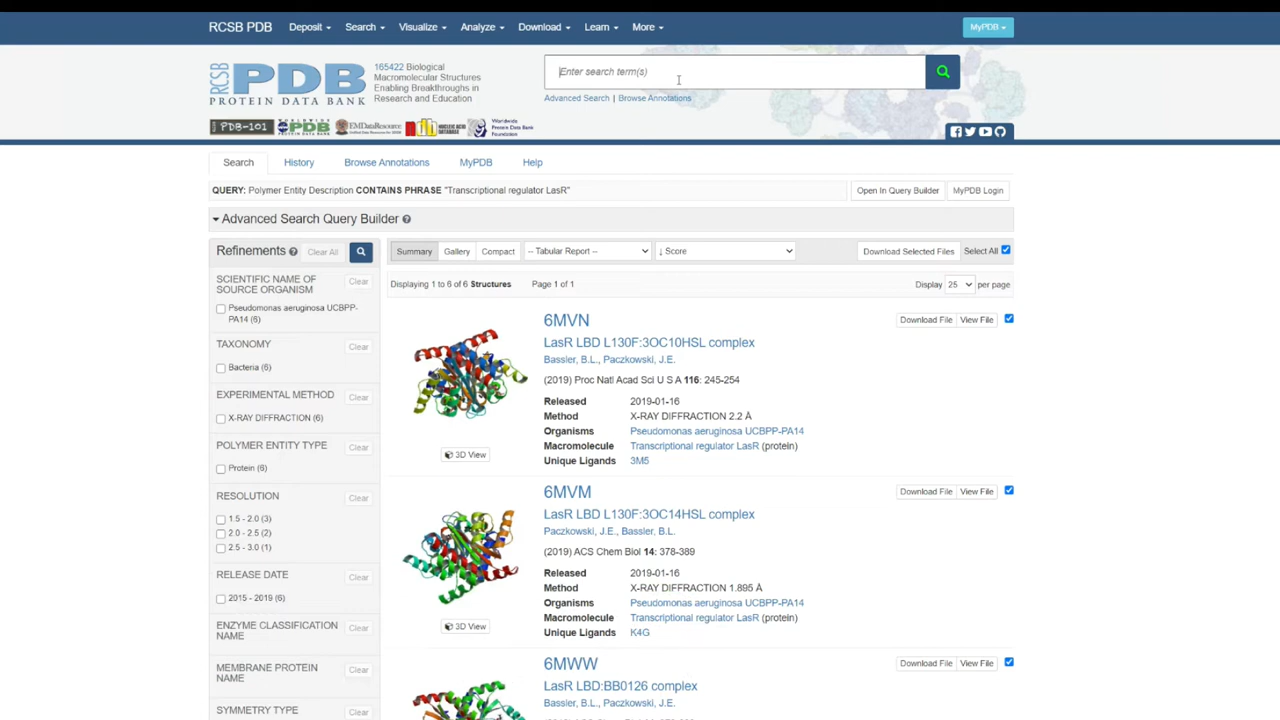 RCSB PDB Deposit Search Visualize Analyze Download Learn More MyPDB
RCSB PDB
PROTEIN DATA BANK
165422 Biological
Macromolecular Structures
Enabling Breakthroughs in
Research and Education
Enter search term(s)
Advanced Search | Browse Annotations
PDB-101 PDB EMDataResource NUCLEIC ACID DATABASE Worldwide Protein Data Bank Foundation
Search History Browse Annotations MyPDB Help
QUERY: Polymer Entity Description CONTAINS PHRASE "Transcriptional regulator LasR" Open In Query Builder MyPDB Login
Advanced Search Query Builder
Refinements Clear All
Summary Gallery Compact -- Tabular Report -- ↓ Score Download Selected Files Select All
SCIENTIFIC NAME OF
SOURCE ORGANISM Clear
Pseudomonas aeruginosa UCBPP-
PA14 (6)
TAXONOMY Clear
Bacteria (6)
EXPERIMENTAL METHOD Clear
X-RAY DIFFRACTION (6)
POLYMER ENTITY TYPE Clear
Protein (6)
RESOLUTION Clear
1.5 - 2.0 (3)
2.0 - 2.5 (2)
2.5 - 3.0 (1)
RELEASE DATE Clear
2015 - 2019 (6)
ENZYME CLASSIFICATION
NAME Clear
MEMBRANE PROTEIN
NAME Clear
SYMMETRY TYPE Clear
Displaying 1 to 6 of 6 Structures Page 1 of 1 Display 25 per page
6MVN Download File View File
LasR LBD L130F:3OC10HSL complex
Bassler, B.L., Paczkowski, J.E.
(2019) Proc Natl Acad Sci U S A 116: 245-254
Released 2019-01-16
Method X-RAY DIFFRACTION 2.2 Å
Organisms Pseudomonas aeruginosa UCBPP-PA14
Macromolecule Transcriptional regulator LasR (protein)
Unique Ligands 3M5
3D View
6MVM Download File View File
LasR LBD L130F:3OC14HSL complex
Paczkowski, J.E., Bassler, B.L.
(2019) ACS Chem Biol 14: 378-389
Released 2019-01-16
Method X-RAY DIFFRACTION 1.895 Å
Organisms Pseudomonas aeruginosa UCBPP-PA14
Macromolecule Transcriptional regulator LasR (protein)
Unique Ligands K4G
3D View
6MWW Download File View File
LasR LBD:BB0126 complex
Bassler, B.L., Paczkowski, J.E.